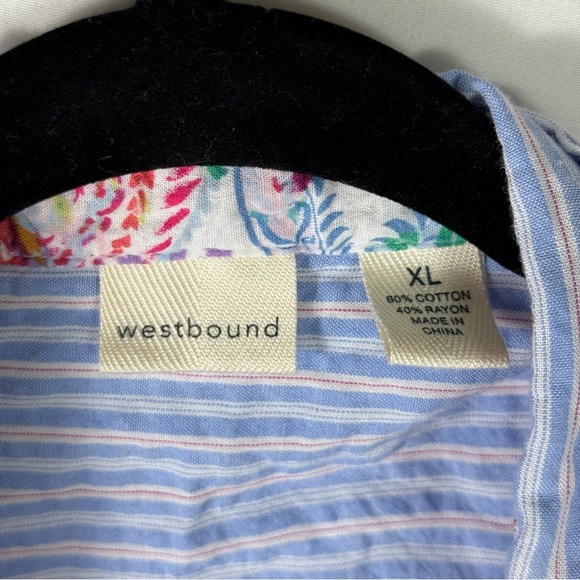 westbound
XL
60% COTTON
40% RAYON
MADE IN
CHINA